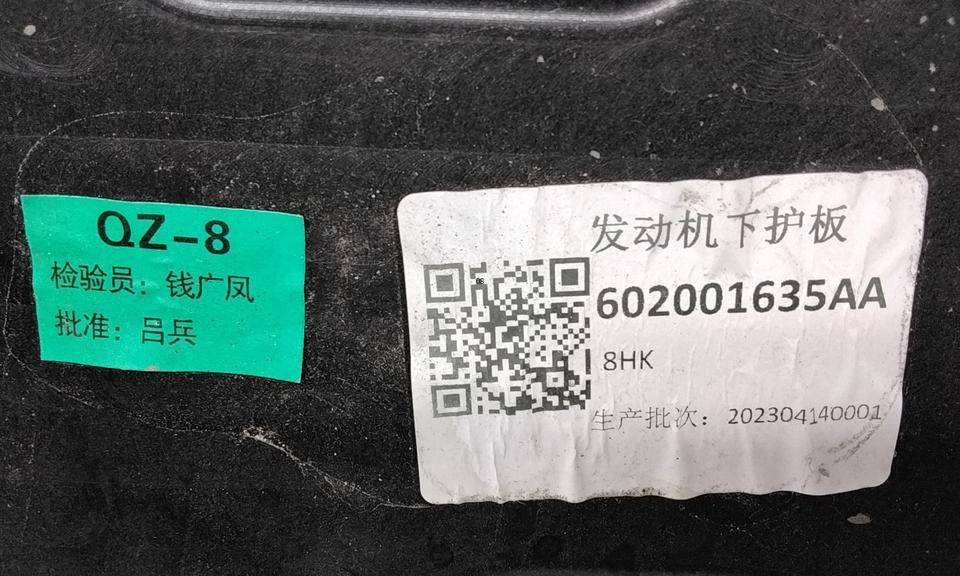 QZ-8
检验员：钱广凤
批准：吕兵
发动机下护板
602001635AA
8HK
生产批次：202304140001